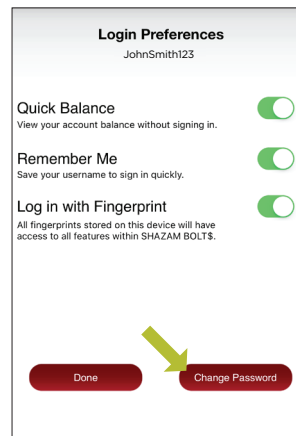 Login Preferences
JohnSmith123
Quick Balance
View your account balance without signing in.
Remember Me
Save your username to sign in quickly.
Log in with Fingerprint
All fingerprints stored on this device will have
access to all features within SHAZAM BOLT$.
Done
Change Password